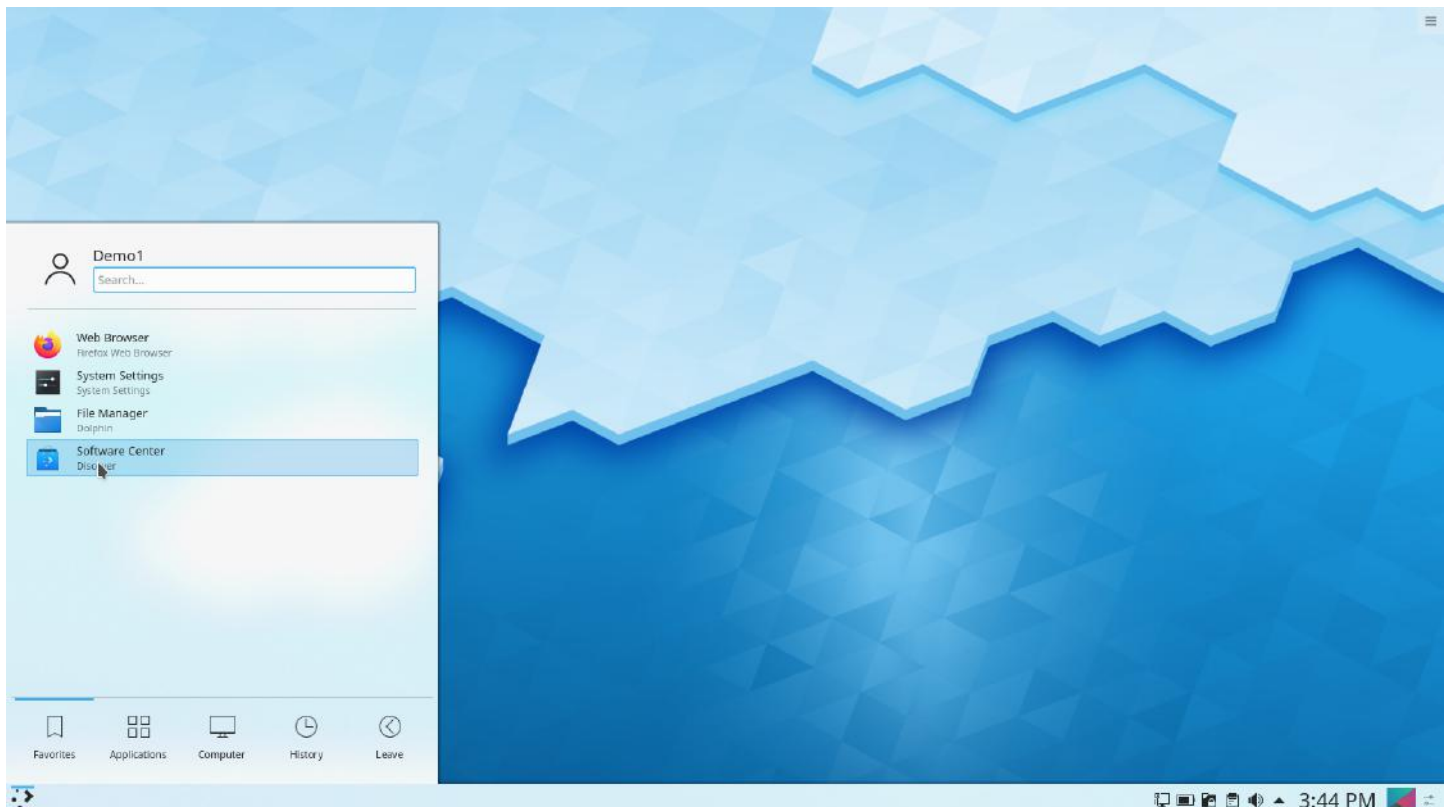 Demo1
Search...
Web Browser
Firefox Web Browser
System Settings
System Settings
File Manager
Dolphin
Software Center
Discover
Favorites
Applications
Computer
History
Leave
3:44 PM